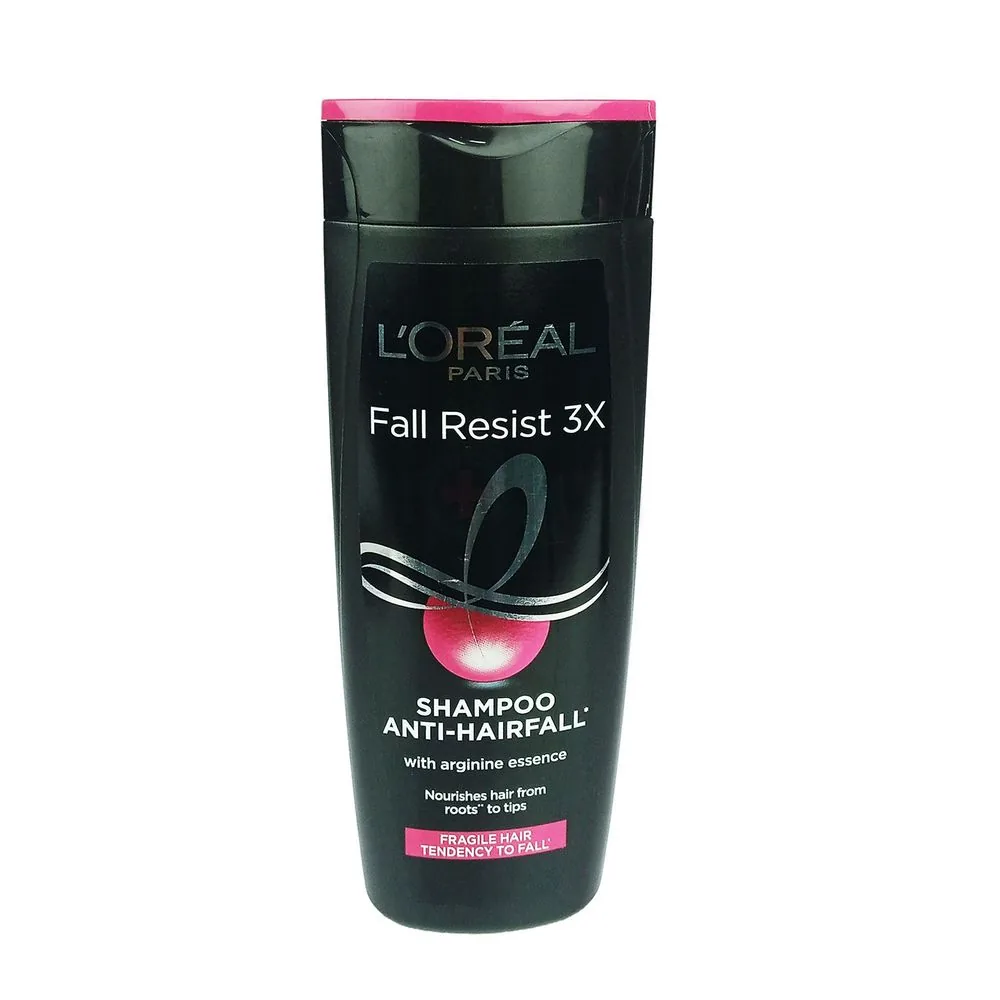 L'ORÉAL
PARIS
Fall Resist 3X
SHAMPOO
ANTI-HAIRFALL*
with arginine essence
Nourishes hair from
roots** to tips
FRAGILE HAIR
TENDENCY TO FALL*